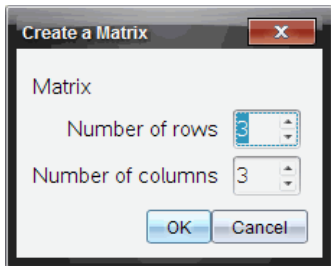 Create a Matrix
Matrix
Number of rows 3
Number of columns 3
OK Cancel